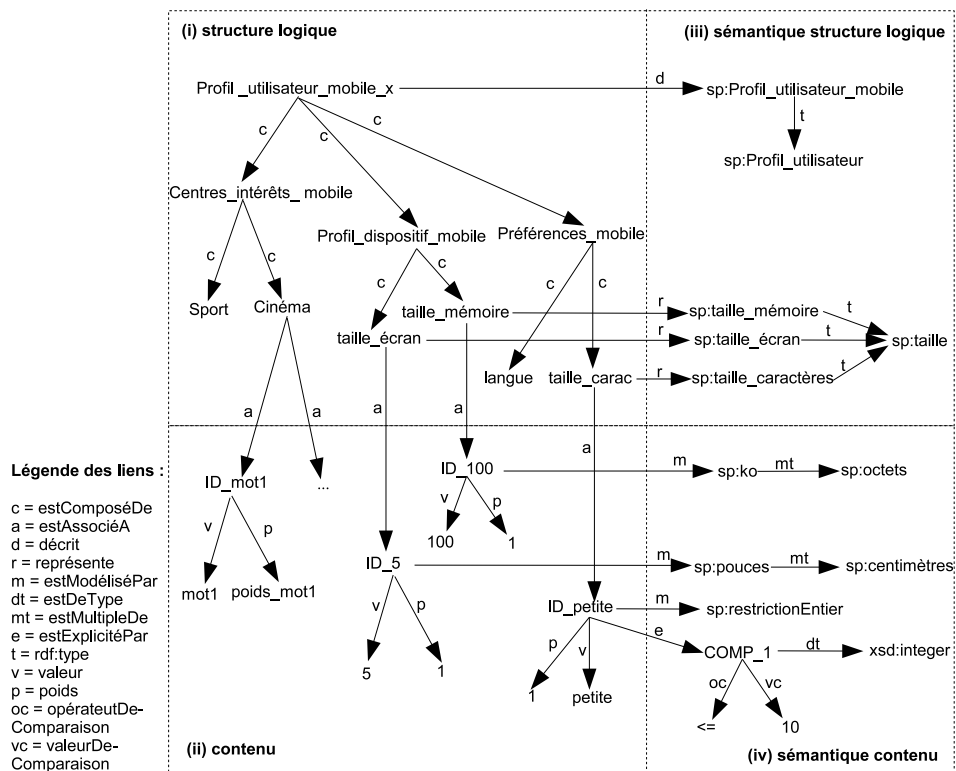 (i) structure logique
(iii) sémantique structure logique
Profil _utilisateur_mobile_x
d
sp:Profil_utilisateur_mobile
c
c
c
t
sp:Profil_utilisateur
Centres_intérêts_ mobile
Profil_dispositif_mobile
Préférences_mobile
c
c
c
c
c
c
Sport
Cinéma
taille_mémoire
r
sp:taille_mémoire
t
taille_écran
r
sp:taille_écran
t
sp:taille
langue
taille_carac
r
sp:taille_caractères
t
a
a
a
a
a
Légende des liens :
c = estComposéDe
a = estAssociéA
d = décrit
r = représente
m = estModéliséPar
dt = estDeType
mt = estMultipleDe
e = estExplicitéPar
t = rdf:type
v = valeur
p = poids
oc = opérateutDe-
Comparaison
vc = valeurDe-
Comparaison
ID_mot1
...
v
p
mot1
poids_mot1
ID_100
m
sp:ko
mt
sp:octets
v
p
100
1
ID_5
m
sp:pouces
mt
sp:centimètres
v
p
5
1
ID_petite
m
sp:restrictionEntier
p
v
e
1
petite
COMP_1
dt
xsd:integer
oc
vc
<=
10
(ii) contenu
(iv) sémantique contenu